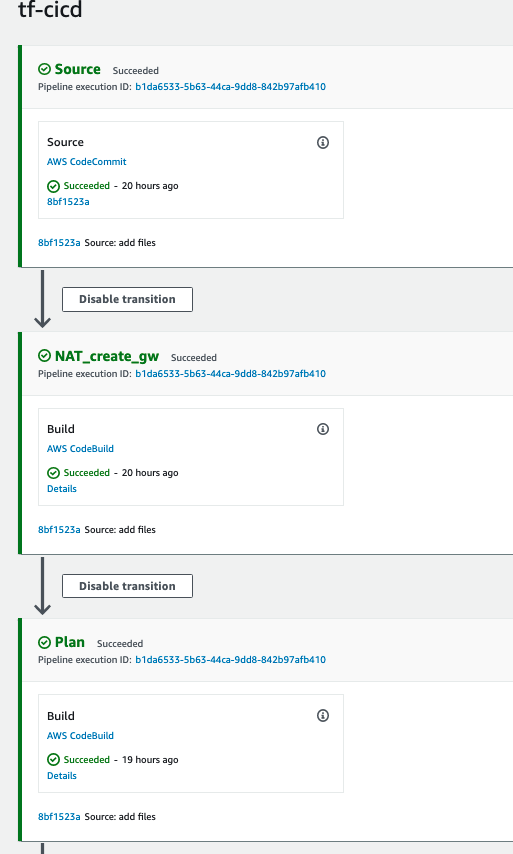 tf-cicd
Source Succeeded
Pipeline execution ID: b1da6533-5b63-44ca-9dd8-842b97afb410
Source
AWS CodeCommit
Succeeded - 20 hours ago
8bf1523a
8bf1523a Source: add files
Disable transition
NAT_create_gw Succeeded
Pipeline execution ID: b1da6533-5b63-44ca-9dd8-842b97afb410
Build
AWS CodeBuild
Succeeded - 20 hours ago
Details
8bf1523a Source: add files
Disable transition
Plan Succeeded
Pipeline execution ID: b1da6533-5b63-44ca-9dd8-842b97afb410
Build
AWS CodeBuild
Succeeded - 19 hours ago
Details
8bf1523a Source: add files